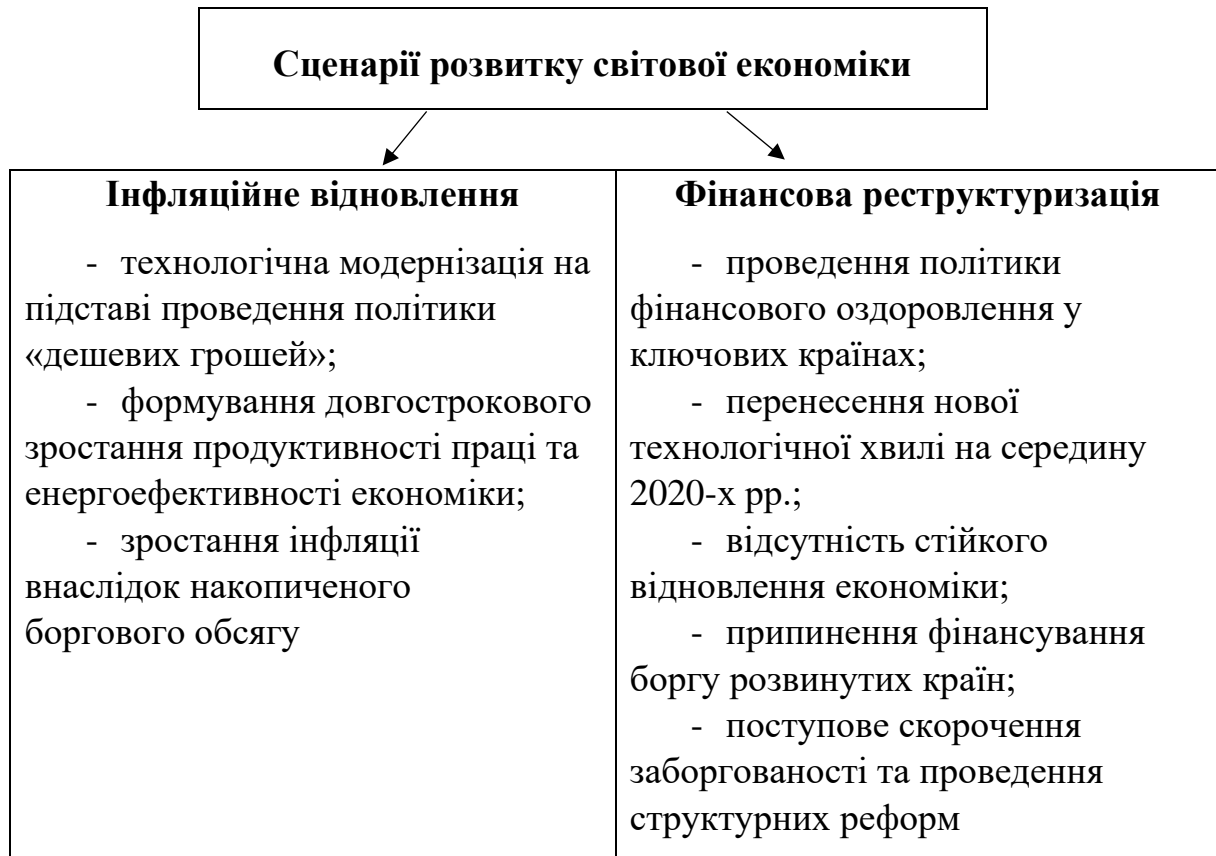 Сценарії розвитку світової економіки
Інфляційне відновлення
- технологічна модернізація на
підставі проведення політики
«дешевих грошей»;
- формування довгострокового
зростання продуктивності праці та
енергоефективності економіки;
- зростання інфляції
внаслідок накопиченого
боргового обсягу
Фінансова реструктуризація
- проведення політики
фінансового оздоровлення у
ключових країнах;
- перенесення нової
технологічної хвилі на середину
2020-х рр.;
- відсутність стійкого
відновлення економіки;
- припинення фінансування
боргу розвинутих країн;
- поступове скорочення
заборгованості та проведення
структурних реформ